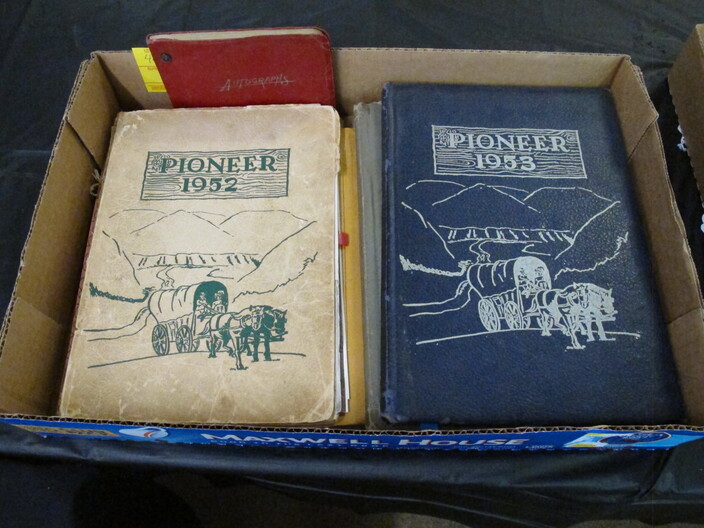 Autographs
PIONEER
1952
PIONEER
1953
MAXWELL HOUSE